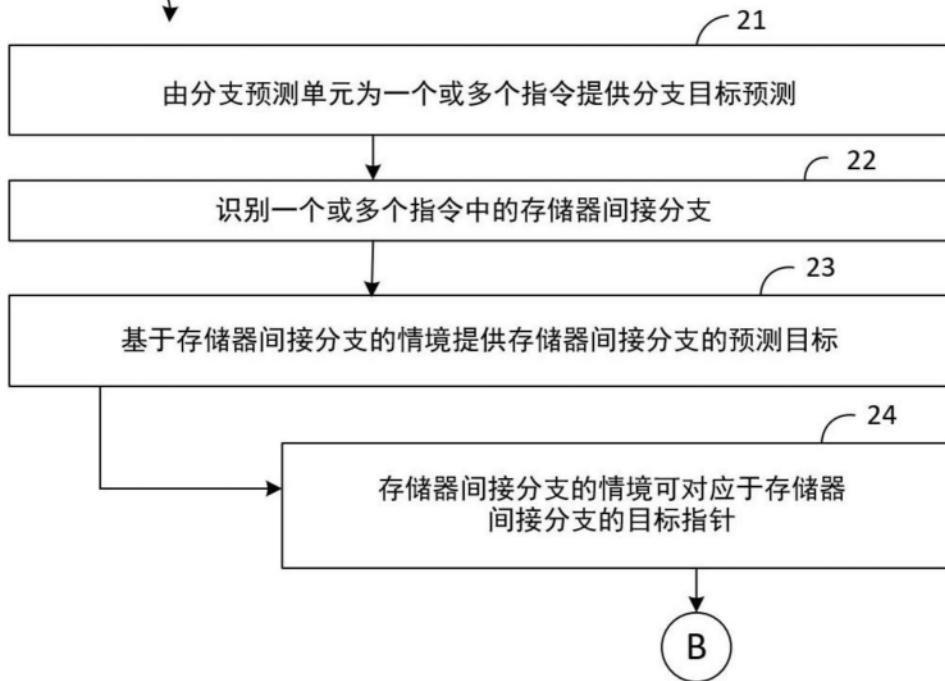 21
由分支预测单元为一个或多个指令提供分支目标预测
22
识别一个或多个指令中的存储器间接分支
23
基于存储器间接分支的情境提供存储器间接分支的预测目标
24
存储器间接分支的情境可对应于存储器
间接分支的目标指针
B